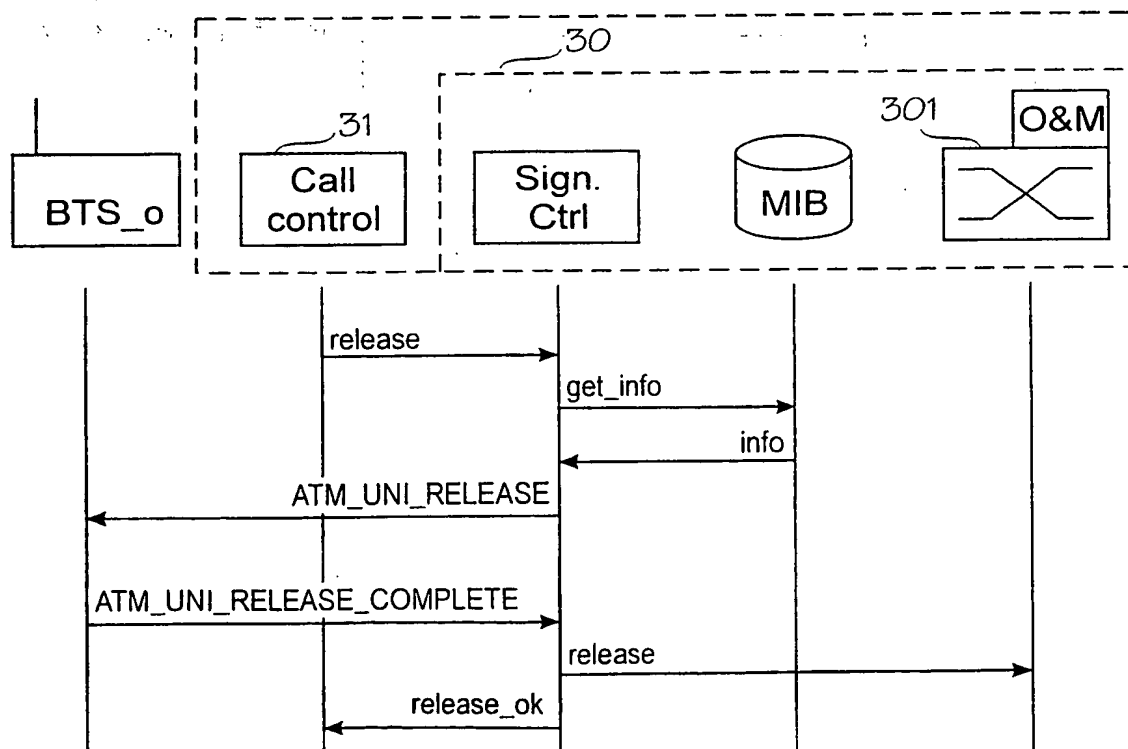 30
31
301
O&M
BTS_o
Call
control
Sign.
Ctrl
MIB
release
get_info
info
ATM_UNI_RELEASE
ATM_UNI_RELEASE_COMPLETE
release
release_ok